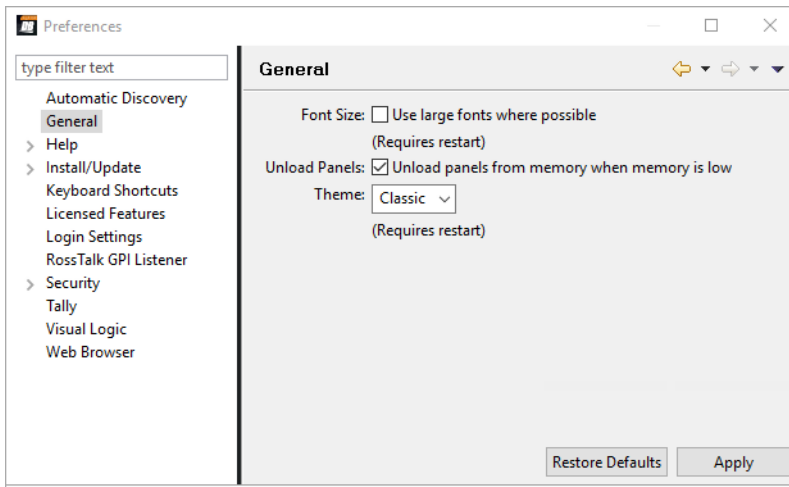 Preferences
type filter text
Automatic Discovery
General
Help
Install/Update
Keyboard Shortcuts
Licensed Features
Login Settings
RossTalk GPI Listener
Security
Tally
Visual Logic
Web Browser
General
Font Size: Use large fonts where possible
(Requires restart)
Unload Panels: Unload panels from memory when memory is low
Theme: Classic
(Requires restart)
Restore Defaults Apply